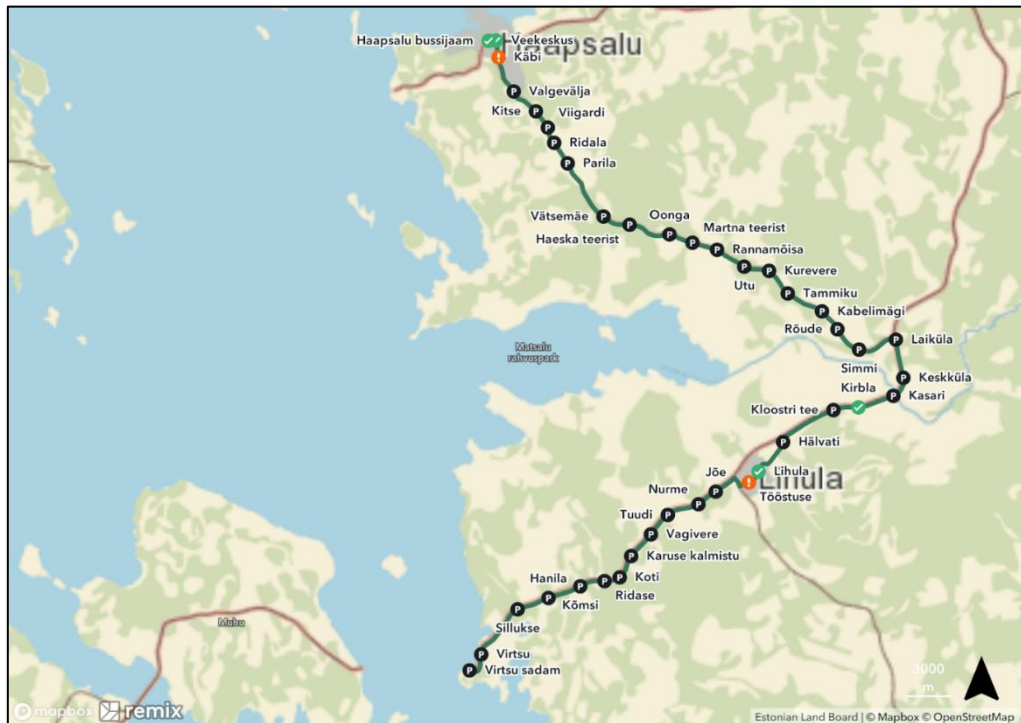 Haapsalu bussijaam
Veekeskus
Haapsalu
Käbi
Valgevälja
Kitse
Viigardi
Ridala
Parila
Vätsemäe
Oonga
Haeska teerist
Martna teerist
Rannamõisa
Kurevere
Utu
Tammiku
Kabelimägi
Rõude
Laiküla
Simmi
Matsalu
rahvuspark
Keskküla
Kirbla
Kasari
Kloostri tee
Hälvati
Jõe
Lihula
Lihula
Nurme
Tööstuse
Tuudi
Vagivere
Karuse kalmistu
Hanila
Koti
Ridase
Kõmsi
Sillukse
Muhu
Virtsu
Virtsu sadam
3000
m
mapbox
remix
Estonian Land Board | © Mapbox © OpenStreetMap